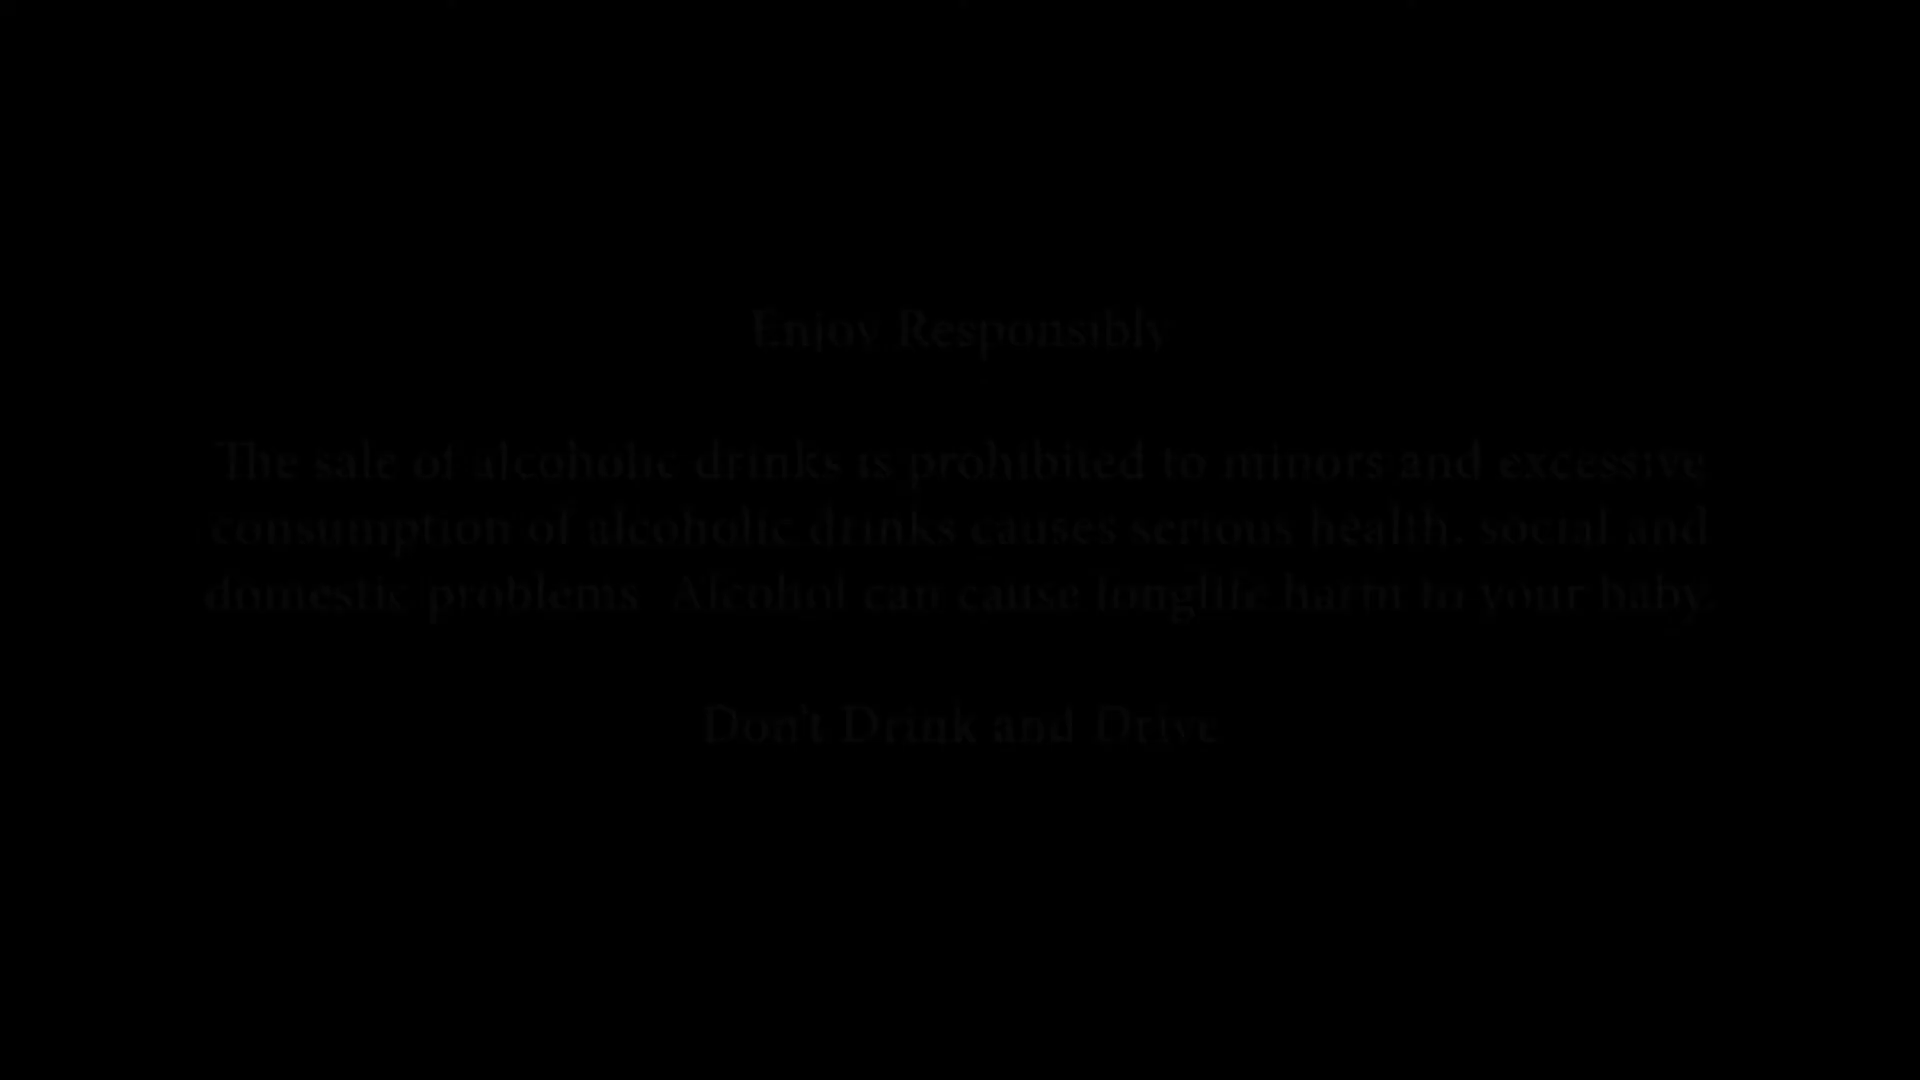 Enjoy Responsibly
The sale of alcoholic drinks is prohibited to minors and excessive
consumption of alcoholic drinks causes serious health, social and
domestic problems. Alcohol can cause longlife harm to your baby.
Don't Drink and Drive